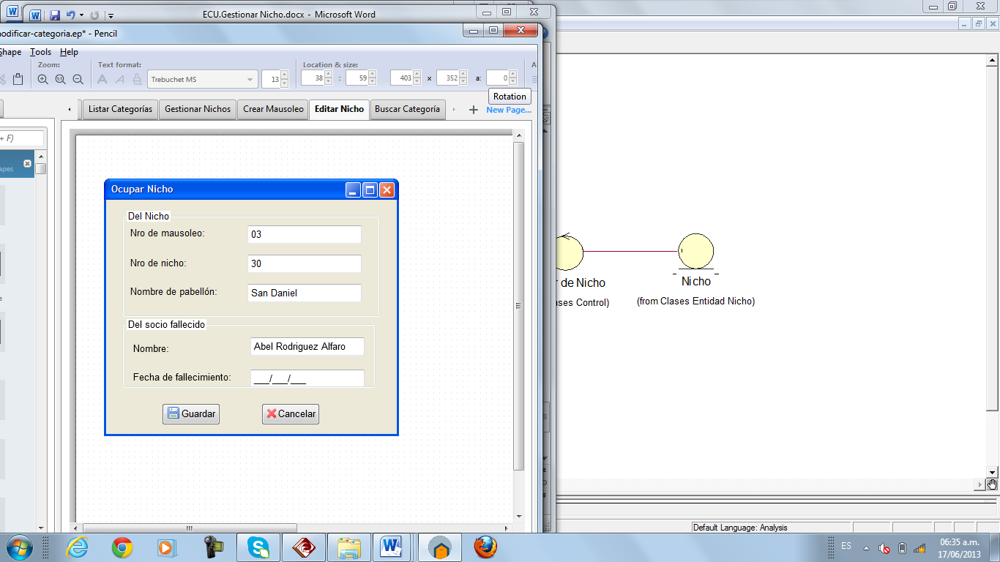 ECU.Gestionar Nicho.docx - Microsoft Word
odificar-categoria.ep* - Pencil
Shape Tools Help
Zoom: Text format: Location & size: A
Trebuchet MS 13 38 : 59 403 x 352 a: 0
Rotation
Listar Categorías Gestionar Nichos Crear Mausoleo Editar Nicho Buscar Categoría New Page...
+ F)
apes
Ocupar Nicho
Del Nicho
Nro de mausoleo: 03
Nro de nicho: 30
Nombre de pabellón: San Daniel
Del socio fallecido
Nombre: Abel Rodriguez Alfaro
Fecha de fallecimiento: ___/___/___
Guardar Cancelar
r de Nicho Nicho
ses Control) (from Clases Entidad Nicho)
Default Language: Analysis
ES 06:35 a.m.
17/06/2013